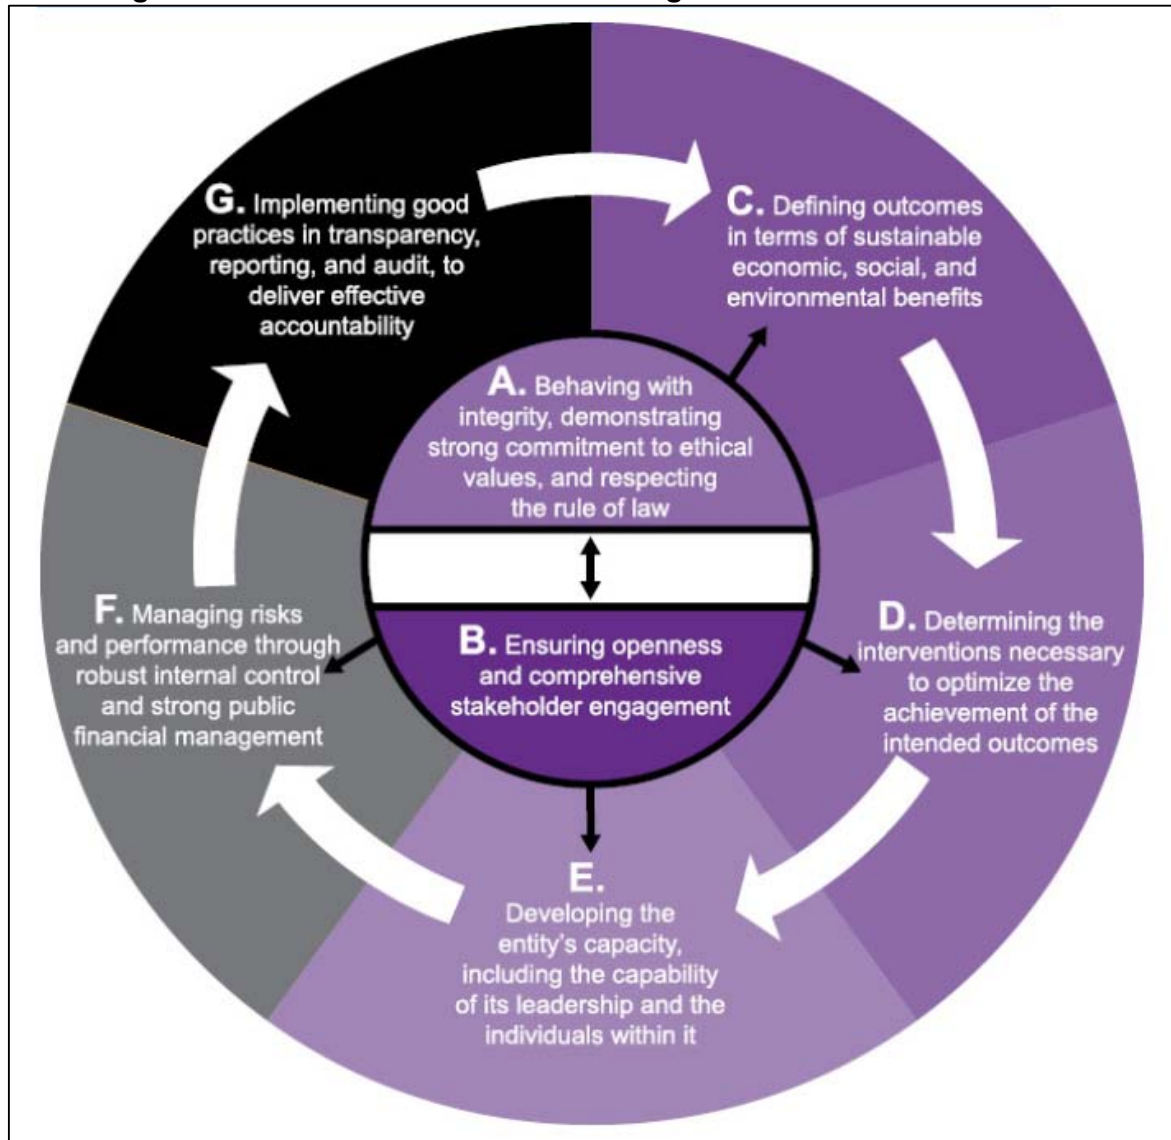 G. Implementing good
practices in transparency,
reporting, and audit, to
deliver effective
accountability
C. Defining outcomes
in terms of sustainable
economic, social, and
environmental benefits
A. Behaving with
integrity, demonstrating
strong commitment to ethical
values, and respecting
the rule of law
B. Ensuring openness
and comprehensive
stakeholder engagement
D. Determining the
interventions necessary
to optimize the
achievement of the
intended outcomes
E.
Developing the
entity's capacity,
including the capability
of its leadership and the
individuals within it
F. Managing risks
and performance through
robust internal control
and strong public
financial management